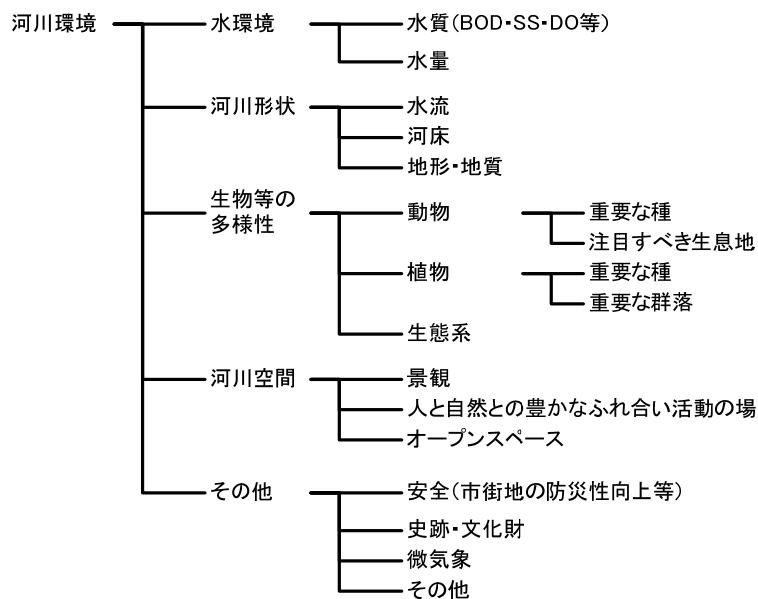 河川環境 水環境 水質(BOD・SS・DO等)
水量
河川形状 水流
河床
地形・地質
生物等の
多様性
動物 重要な種
注目すべき生息地
植物 重要な種
重要な群落
生態系
河川空間 景観
人と自然との豊かなふれ合い活動の場
オープンスペース
その他 安全(市街地の防災性向上等)
史跡・文化財
微気象
その他